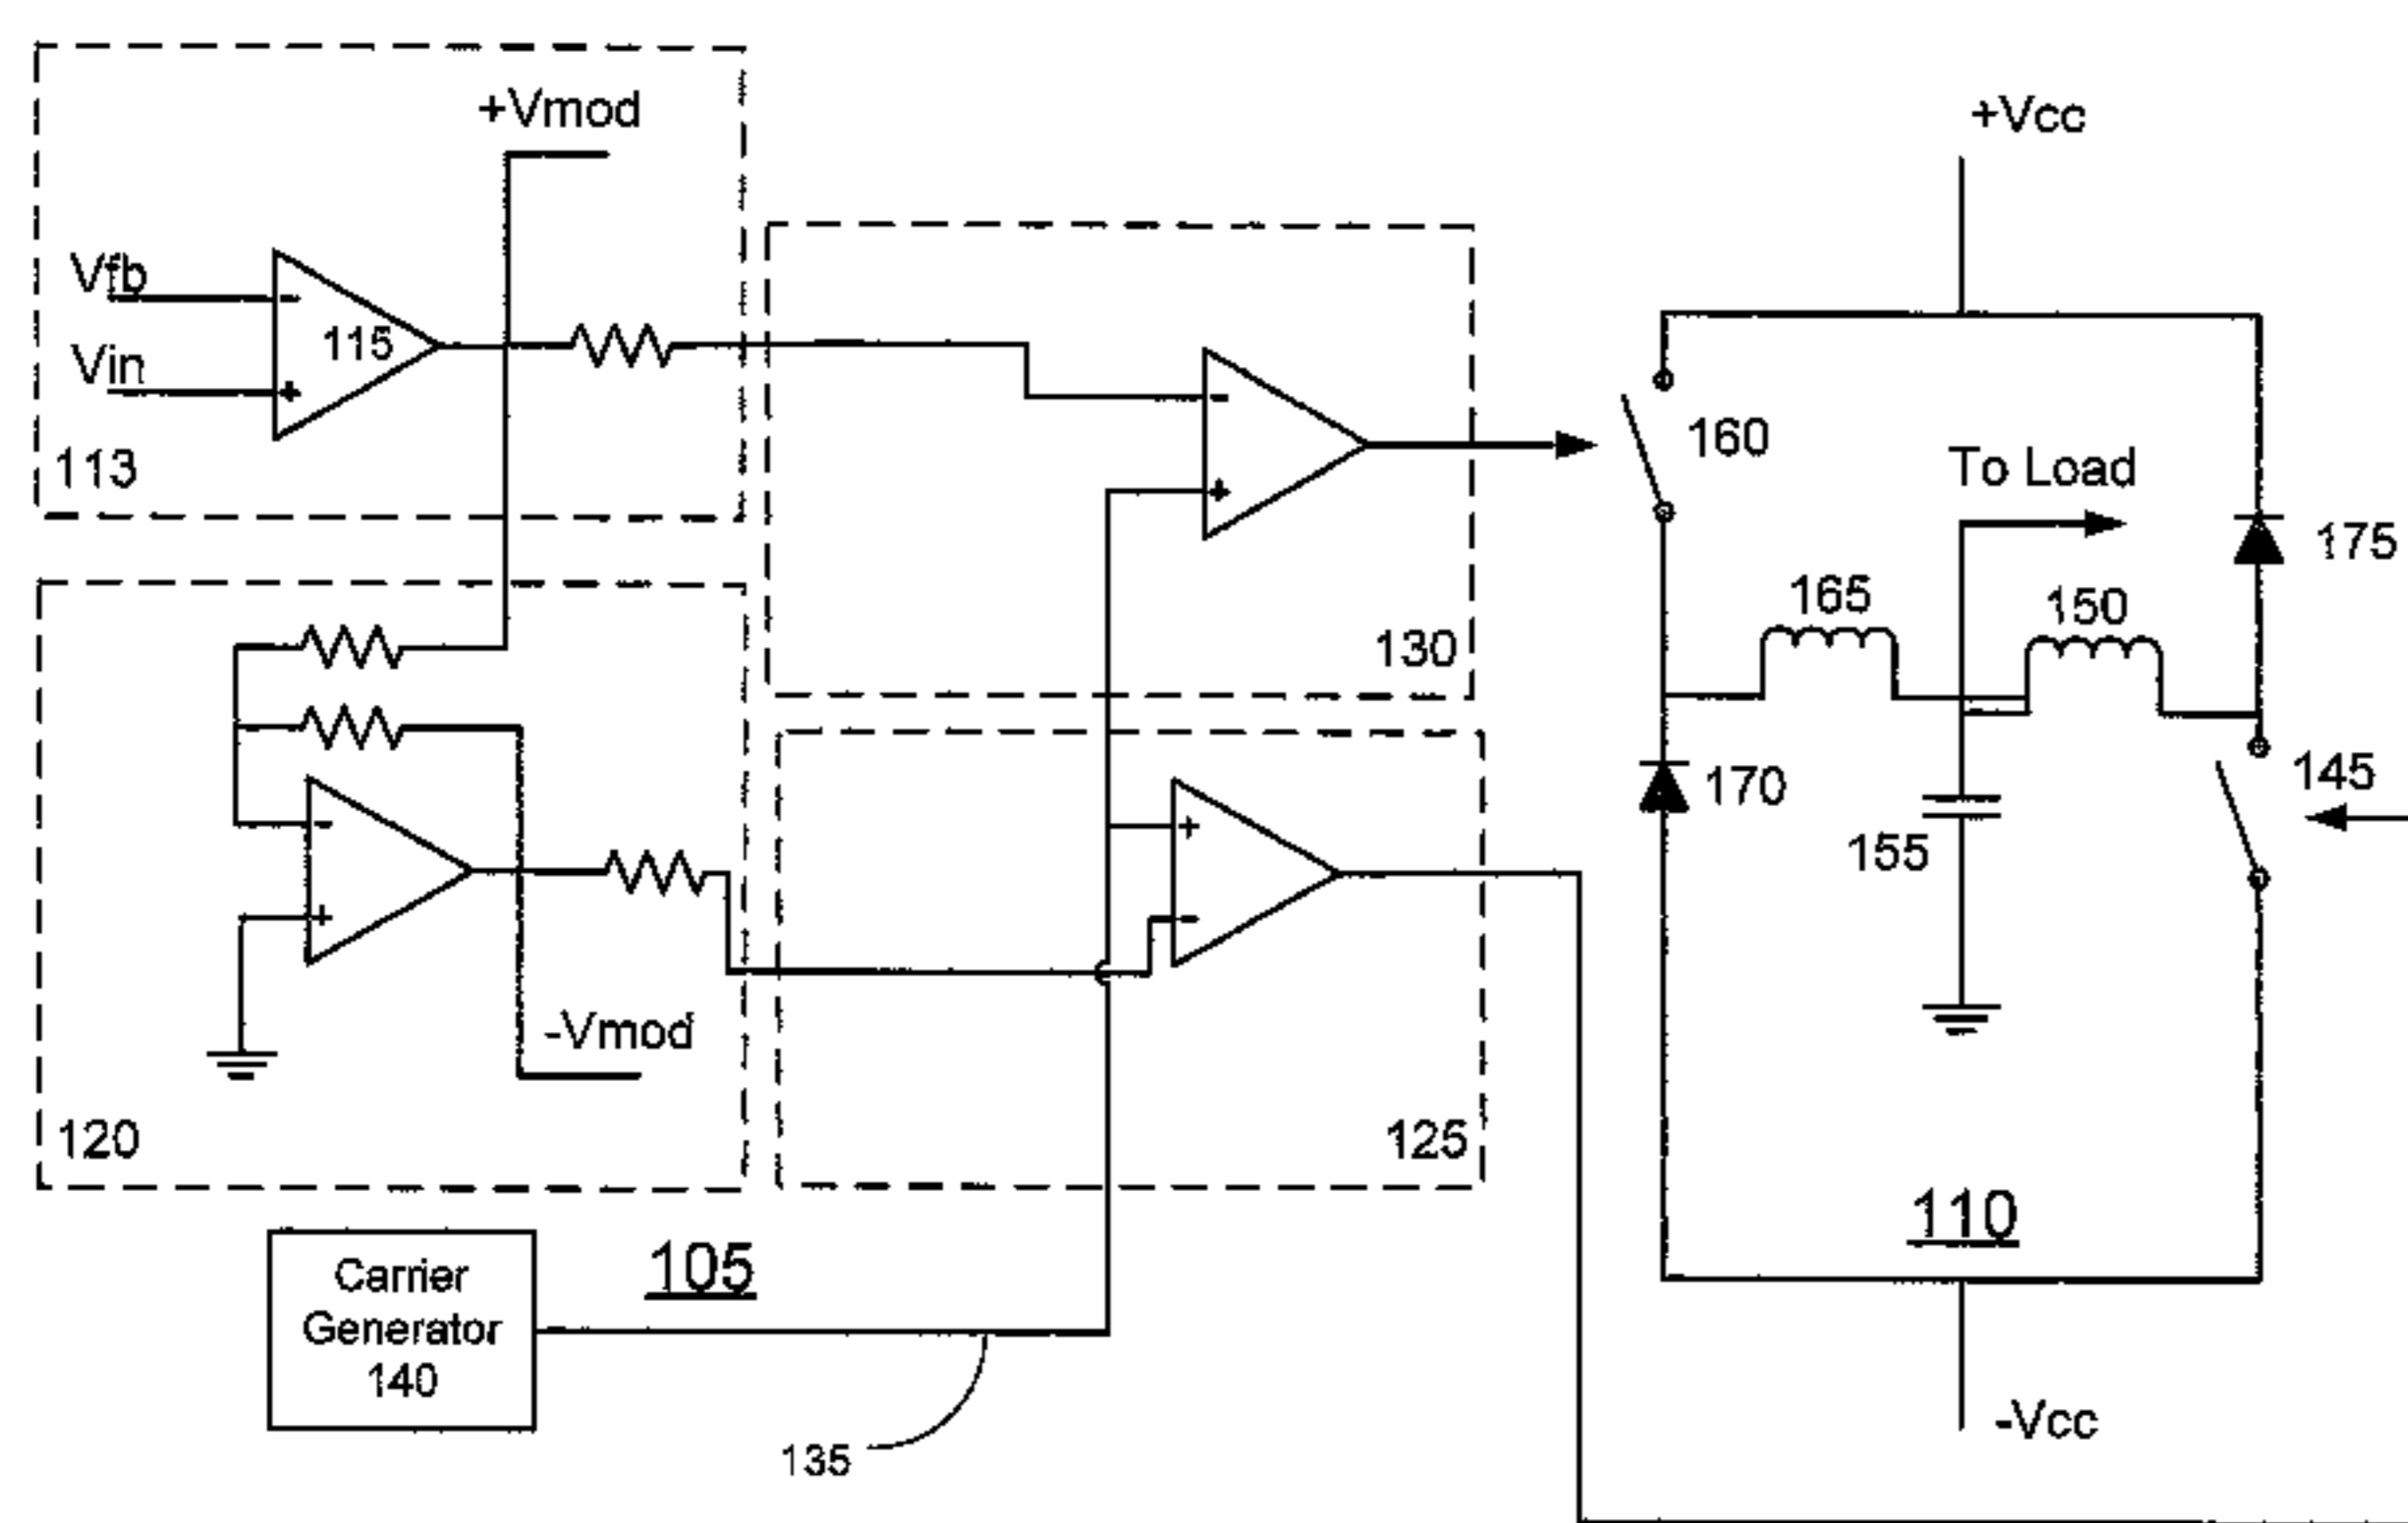 +Vmod
+Vcc
Vfb
-
115
Vin
+
113
-
+
130
160
To Load
175
165
150
170
155
145
-
+
-Vmod
120
+
-
125
110
Carrier
Generator
140
105
135
-Vcc